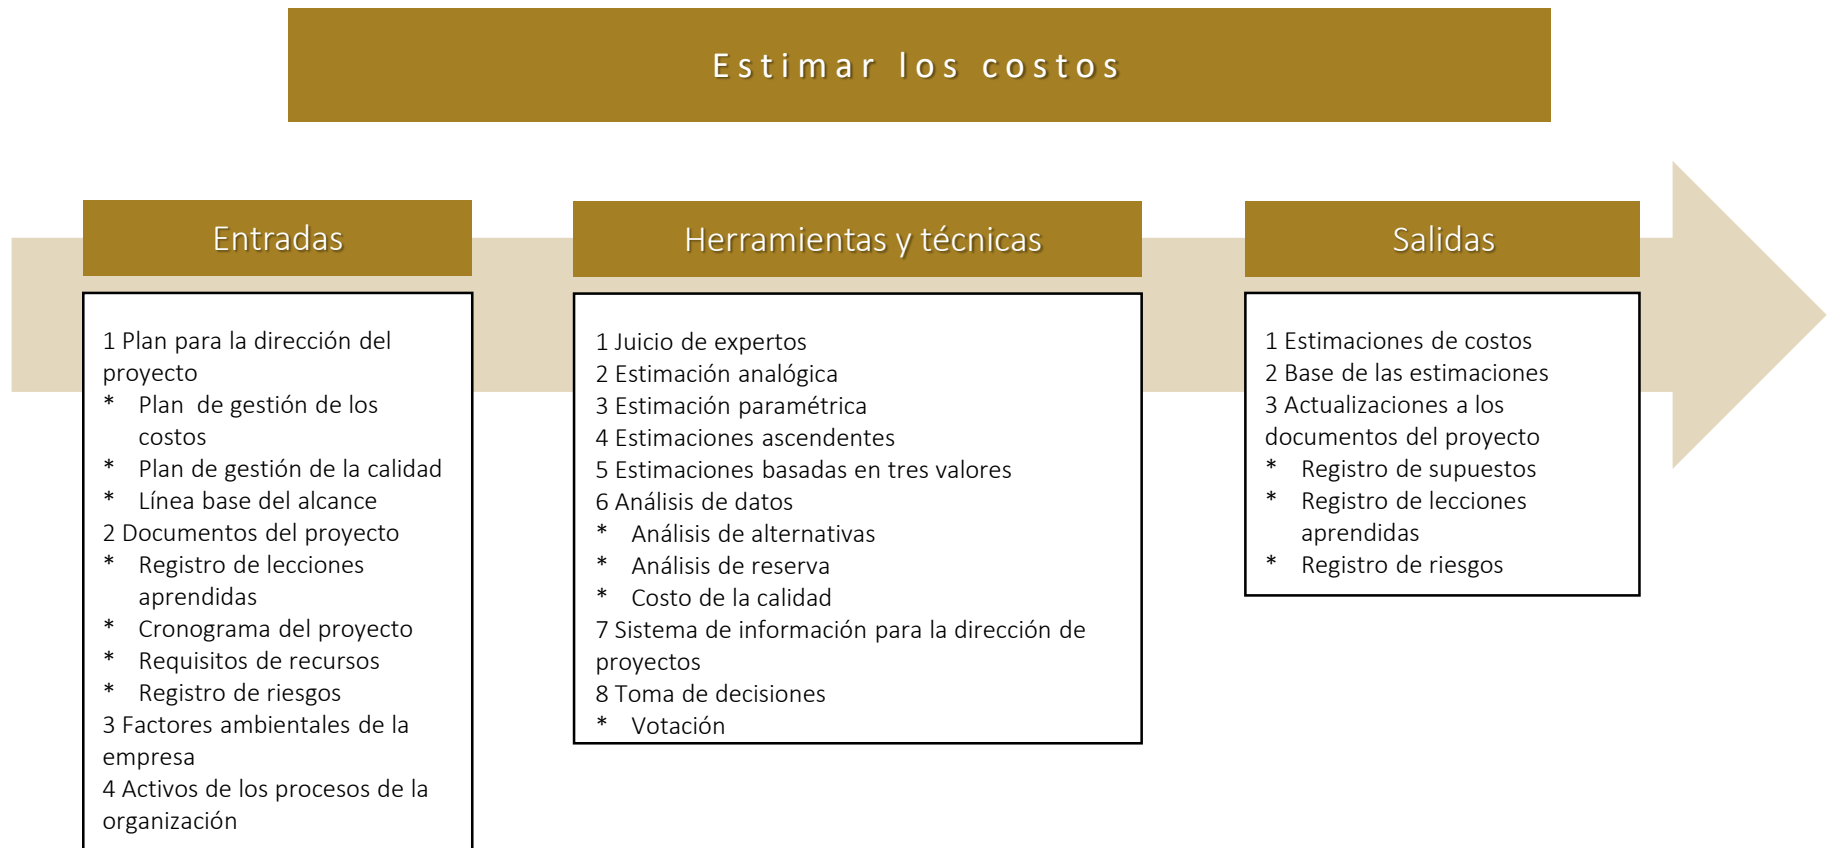 Estimar los costos
Entradas
1 Plan para la dirección del
proyecto
* Plan de gestión de los
costos
* Plan de gestión de la calidad
* Línea base del alcance
2 Documentos del proyecto
* Registro de lecciones
aprendidas
* Cronograma del proyecto
* Requisitos de recursos
* Registro de riesgos
3 Factores ambientales de la
empresa
4 Activos de los procesos de la
organización
Herramientas y técnicas
1 Juicio de expertos
2 Estimación analógica
3 Estimación paramétrica
4 Estimaciones ascendentes
5 Estimaciones basadas en tres valores
6 Análisis de datos
* Análisis de alternativas
* Análisis de reserva
* Costo de la calidad
7 Sistema de información para la dirección de
proyectos
8 Toma de decisiones
* Votación
Salidas
1 Estimaciones de costos
2 Base de las estimaciones
3 Actualizaciones a los
documentos del proyecto
* Registro de supuestos
* Registro de lecciones
aprendidas
* Registro de riesgos